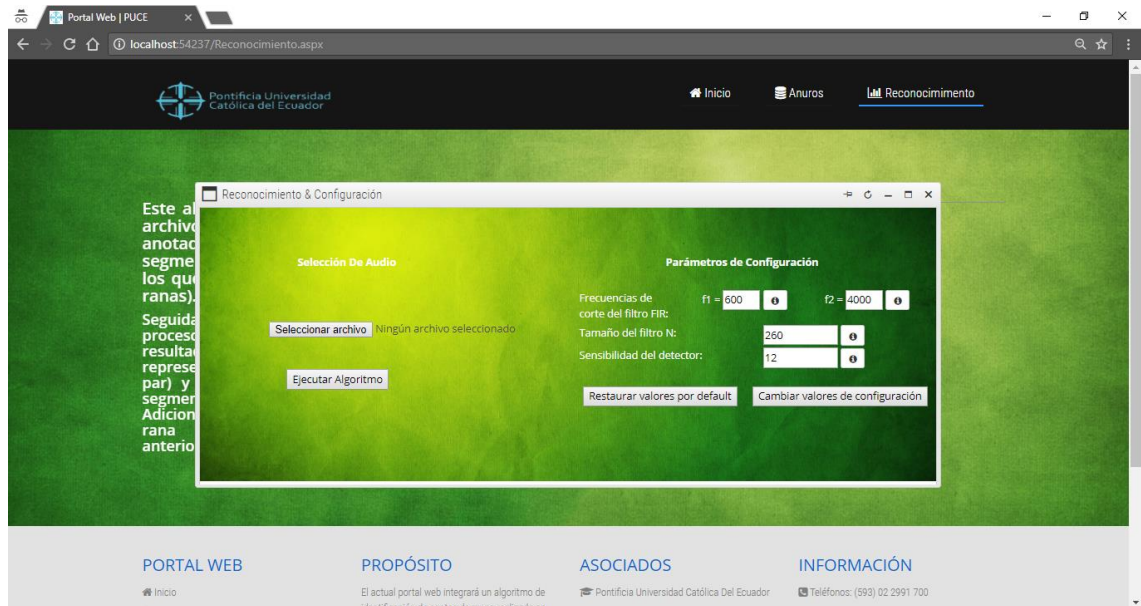 Portal Web | PUCE
localhost:54237/Reconocimiento.aspx
Pontificia Universidad
Católica del Ecuador
Inicio
Anuros
Reconocimimento
Reconocimiento & Configuración
Este al
archivo
anotac
segme
los que
ranas).
Seguida
proceso
resulta
represe
par) y
segmen
Adicion
rana
anterio
Selección De Audio
Seleccionar archivo Ningún archivo seleccionado
Ejecutar Algoritmo
Parámetros de Configuración
Frecuencias de
corte del filtro FIR:
f1 = 600
f2 = 4000
Tamaño del filtro N: 260
Sensibilidad del detector: 12
Restaurar valores por default
Cambiar valores de configuración
PORTAL WEB
Inicio
PROPÓSITO
El actual portal web integrará un algoritmo de
ASOCIADOS
Pontificia Universidad Católica Del Ecuador
INFORMACIÓN
Teléfonos: (593) 02 2991 700